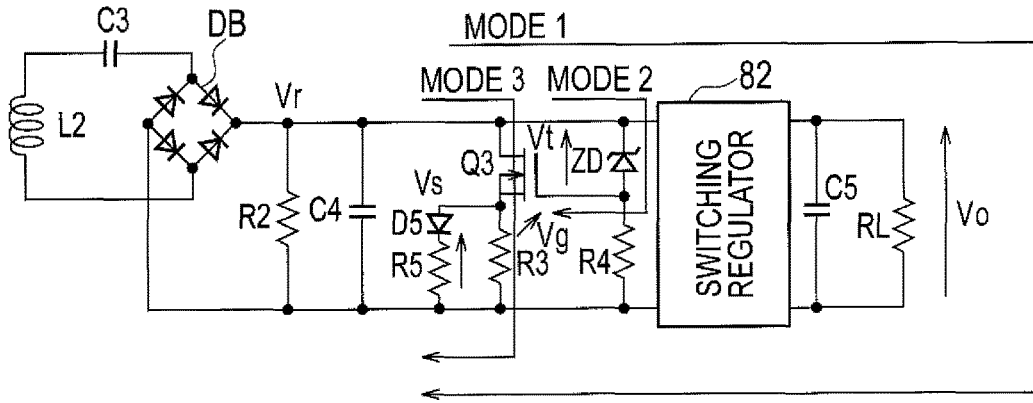 C3
DB
MODE 1
MODE 3
MODE 2
82
L2
Vr
Vt
Q3
ZD
Vs
R2
C4
D5
Vg
R5
R3
R4
SWITCHING
REGULATOR
C5
RL
Vo